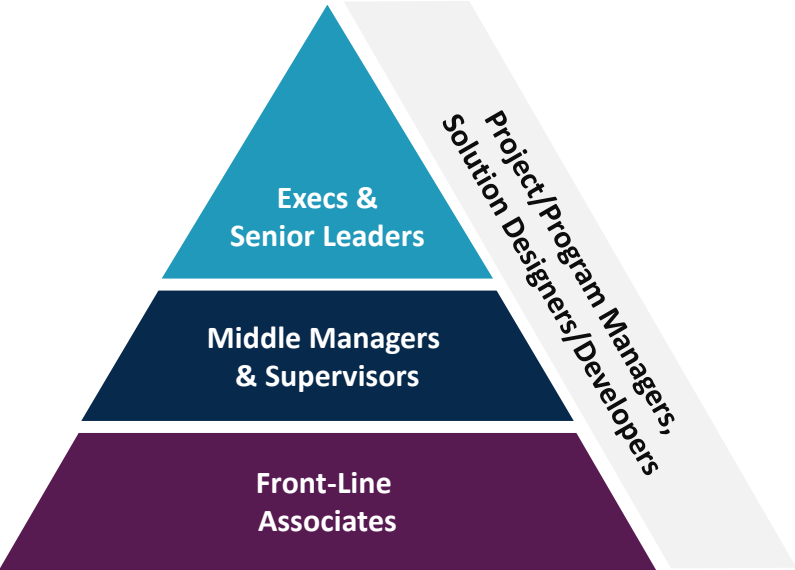 Execs &
Senior Leaders
Middle Managers
& Supervisors
Front-Line
Associates
Project/Program Managers,
Solution Designers/Developers